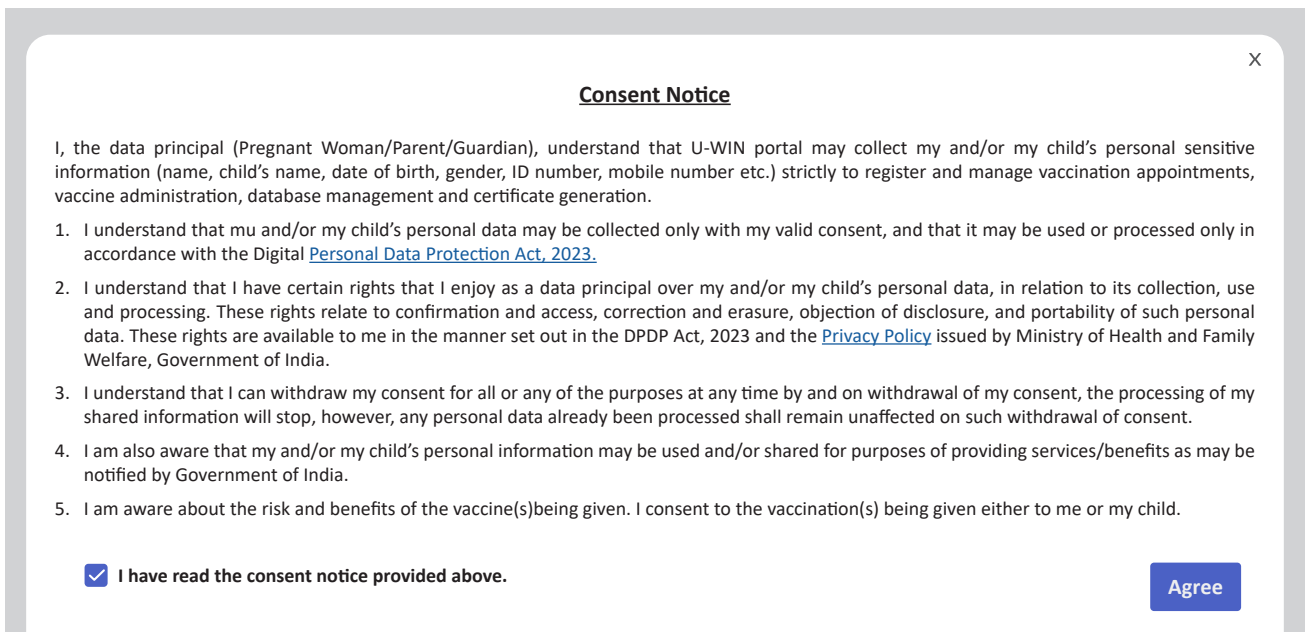 X
Consent Notice
I, the data principal (Pregnant Woman/Parent/Guardian), understand that U-WIN portal may collect my and/or my child's personal sensitive
information (name, child's name, date of birth, gender, ID number, mobile number etc.) strictly to register and manage vaccination appointments,
vaccine administration, database management and certificate generation.
1. I understand that mu and/or my child's personal data may be collected only with my valid consent, and that it may be used or processed only in
accordance with the Digital Personal Data Protection Act, 2023.
2. I understand that I have certain rights that I enjoy as a data principal over my and/or my child's personal data, in relation to its collection, use
and processing. These rights relate to confirmation and access, correction and erasure, objection of disclosure, and portability of such personal
data. These rights are available to me in the manner set out in the DPDP Act, 2023 and the Privacy Policy issued by Ministry of Health and Family
Welfare, Government of India.
3. I understand that I can withdraw my consent for all or any of the purposes at any time by and on withdrawal of my consent, the processing of my
shared information will stop, however, any personal data already been processed shall remain unaffected on such withdrawal of consent.
4. I am also aware that my and/or my child's personal information may be used and/or shared for purposes of providing services/benefits as may be
notified by Government of India.
5. I am aware about the risk and benefits of the vaccine(s)being given. I consent to the vaccination(s) being given either to me or my child.
I have read the consent notice provided above.
Agree